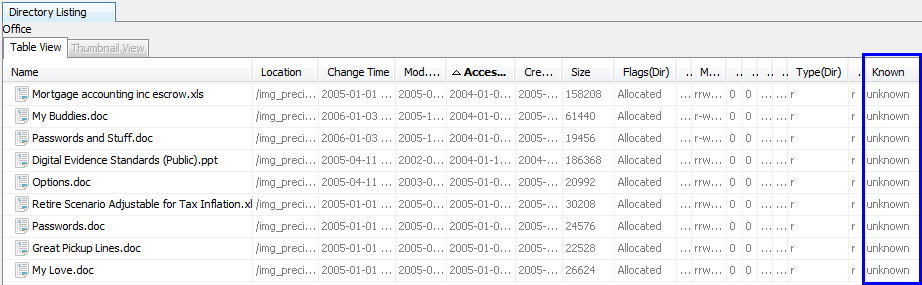 Directory Listing
Office
Table View Thumbnail View
Name Location Change Time Mod.... Acces... Cre... Size Flags(Dir) .. M... .. .. .. .. Type(Dir) .. Known
Mortgage accounting inc escrow.xls /img_preci... 2005-01-01 ... 2005-0... 2004-01-0... 2005-... 158208 Allocated ... rrw... 0 0 ... ... r r unknown
My Buddies.doc /img_preci... 2006-01-03 ... 2005-1... 2004-01-0... 2005-... 61440 Allocated ... r-w... 0 0 ... ... r r unknown
Passwords and Stuff.doc /img_preci... 2006-01-03 ... 2005-1... 2004-01-0... 2005-... 19456 Allocated ... rrw... 0 0 ... ... r r unknown
Digital Evidence Standards (Public).ppt /img_preci... 2005-04-11 ... 2002-0... 2004-01-1... 2004-... 186368 Allocated ... rrw... 0 0 ... ... r r unknown
Options.doc /img_preci... 2005-04-11 ... 2003-0... 2005-01-0... 2005-... 20992 Allocated ... rrw... 0 0 ... ... r r unknown
Retire Scenario Adjustable for Tax Inflation.xl /img_preci... 2005-01-01 ... 2005-0... 2005-01-0... 2005-... 30208 Allocated ... rrw... 0 0 ... ... r r unknown
Passwords.doc /img_preci... 2005-01-01 ... 2005-0... 2005-01-0... 2005-... 24576 Allocated ... rrw... 0 0 ... ... r r unknown
Great Pickup Lines.doc /img_preci... 2005-01-01 ... 2005-0... 2005-01-0... 2005-... 22528 Allocated ... rrw... 0 0 ... ... r r unknown
My Love.doc /img_preci... 2005-01-01 ... 2005-0... 2005-01-0... 2005-... 26624 Allocated ... rrw... 0 0 ... ... r r unknown